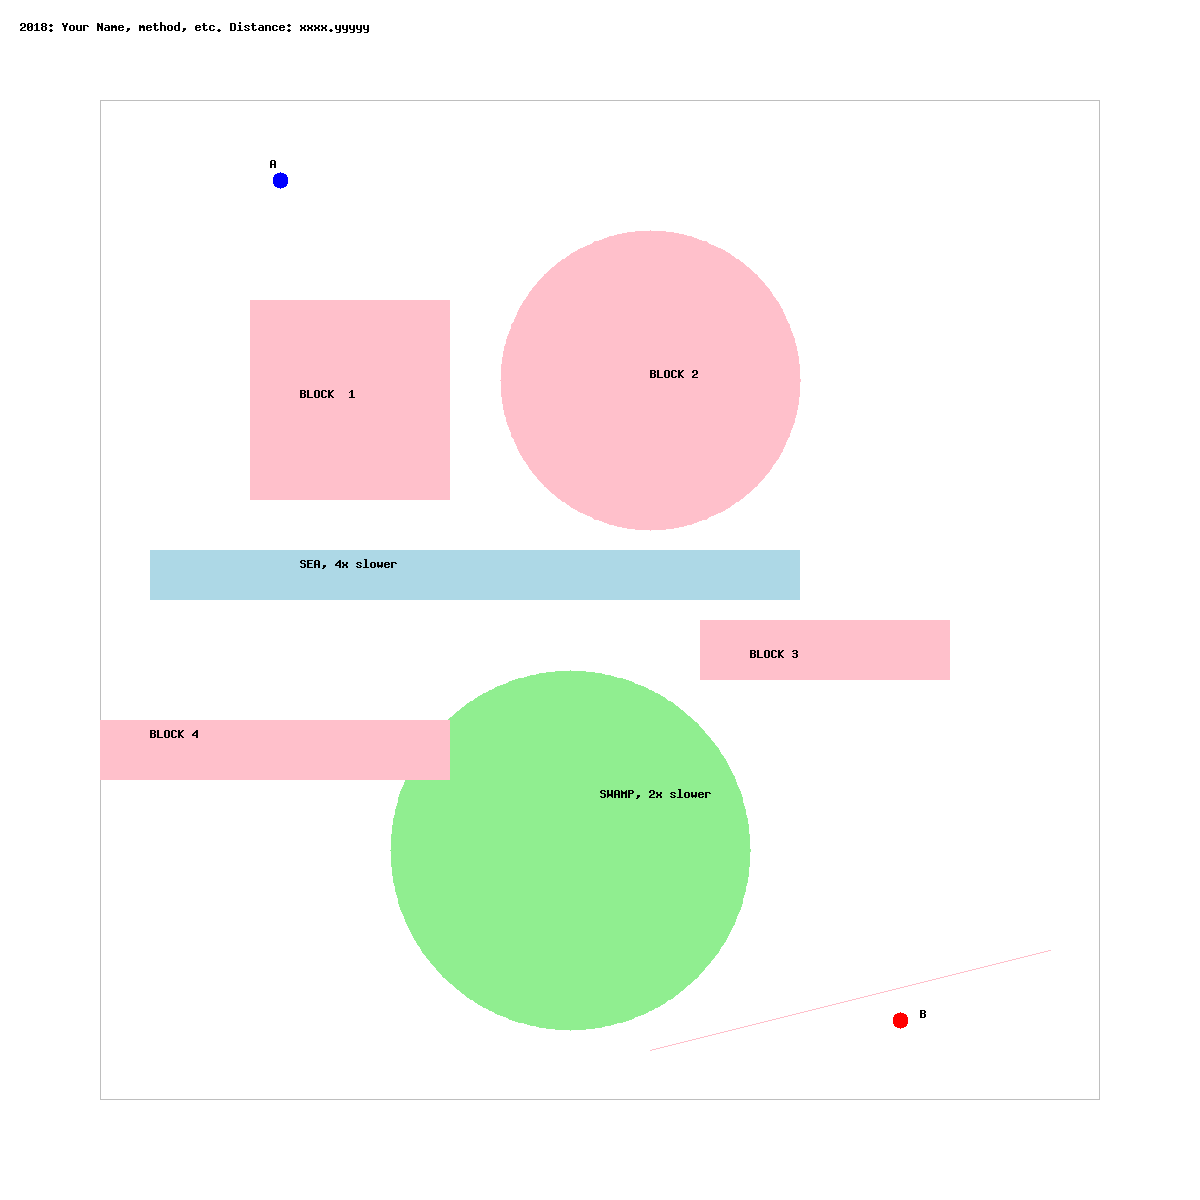 2018: Your Name, method, etc. Distance: xxxx.yyyyy
A
BLOCK 2
BLOCK  1
SEA, 4x slower
BLOCK 3
BLOCK 4
SWAMP, 2x slower
B